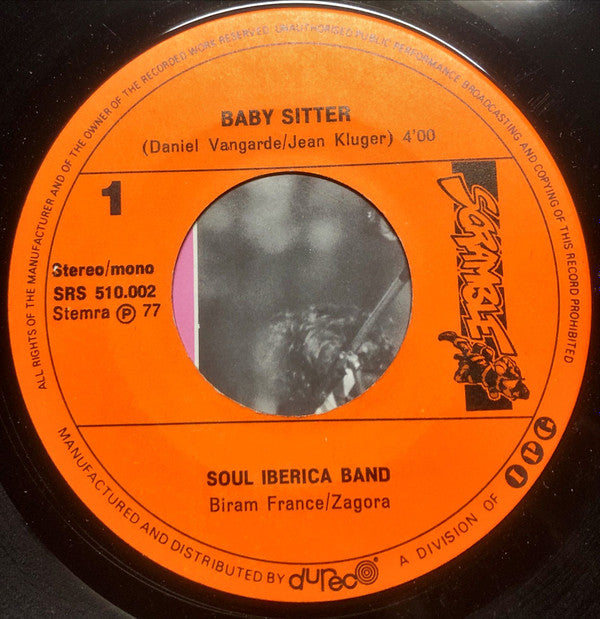 ALL RIGHTS OF THE MANUFACTURER AND OF THE OWNER OF THE RECORDED WORK RESERVED UNAUTHORISED PUBLIC PERFORMANCE BROADCASTING AND COPYING OF THIS RECORD PROHIBITED
BABY SITTER
(Daniel Vangarde/Jean Kluger) 4'00
1
Stereo/mono
SRS 510.002
Stemra Ⓟ 77
SCRAMBLE
SOUL IBERICA BAND
Biram France/Zagora
MANUFACTURED AND DISTRIBUTED BY dureco A DIVISION OF